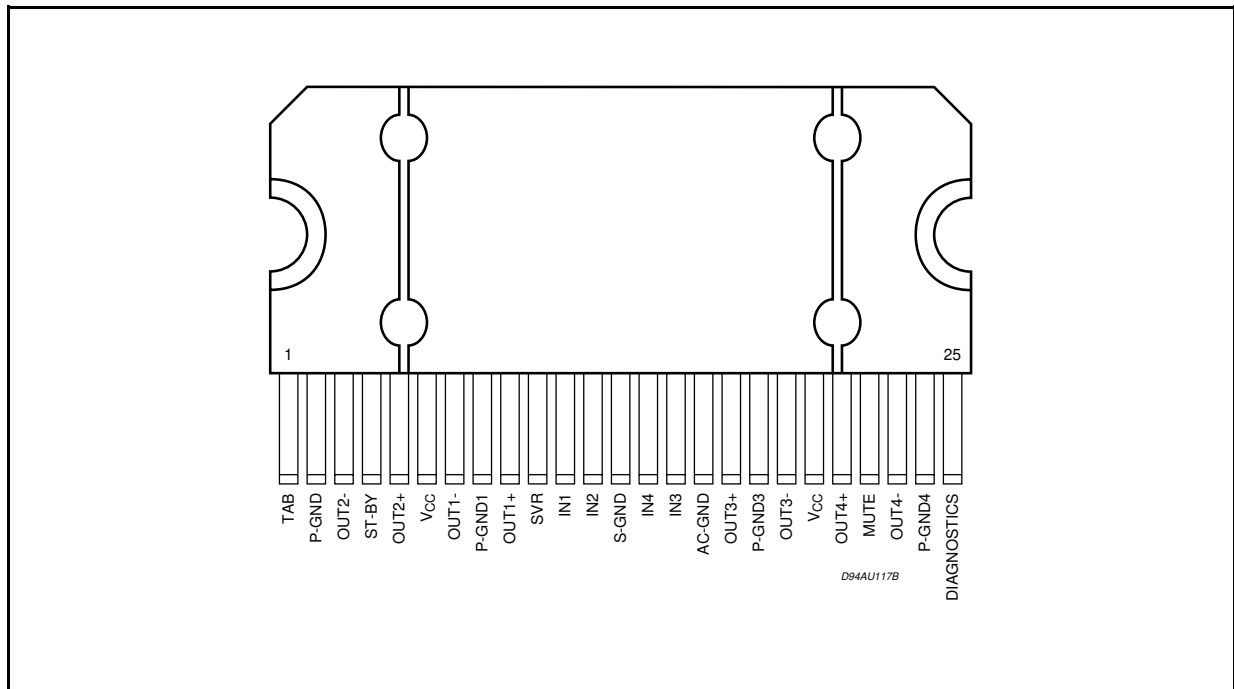 1
25
TAB
P-GND
OUT2-
ST-BY
OUT2+
VCC
OUT1-
P-GND1
OUT1+
SVR
IN1
IN2
S-GND
IN4
IN3
AC-GND
OUT3+
P-GND3
OUT3-
VCC
OUT4+
MUTE
OUT4-
P-GND4
DIAGNOSTICS
D94AU117B